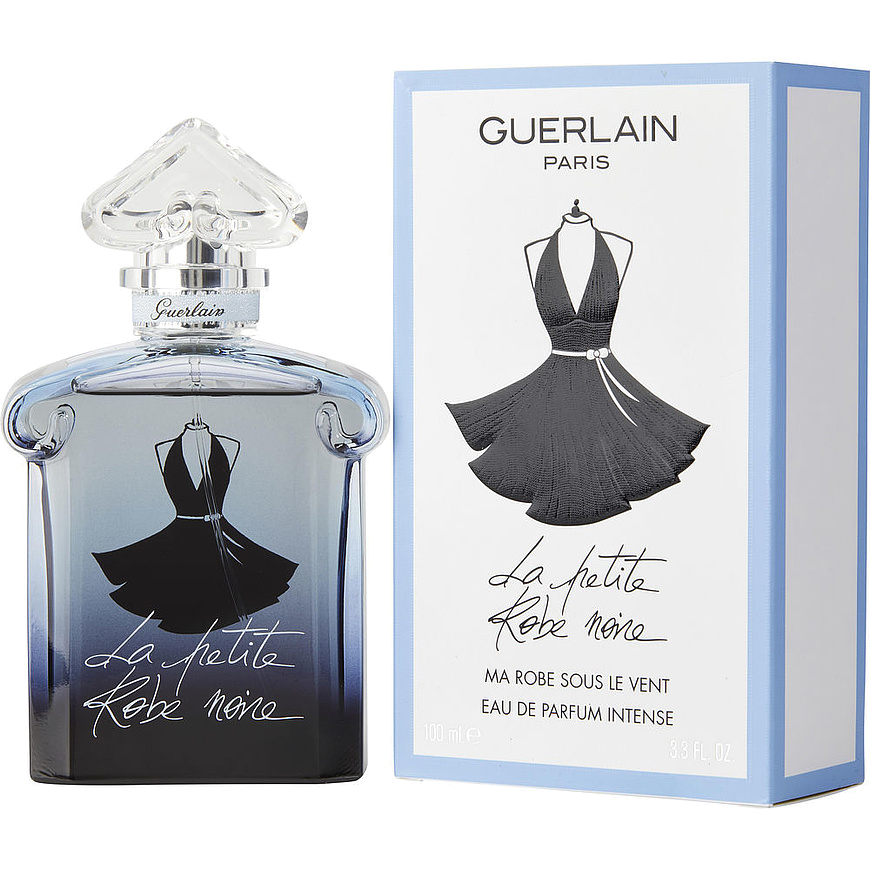 Guerlain
La petite
Robe noire
GUERLAIN
PARIS
La petite
Robe noire
MA ROBE SOUS LE VENT
EAU DE PARFUM INTENSE
100 ml ℮
3.3 FL. OZ.